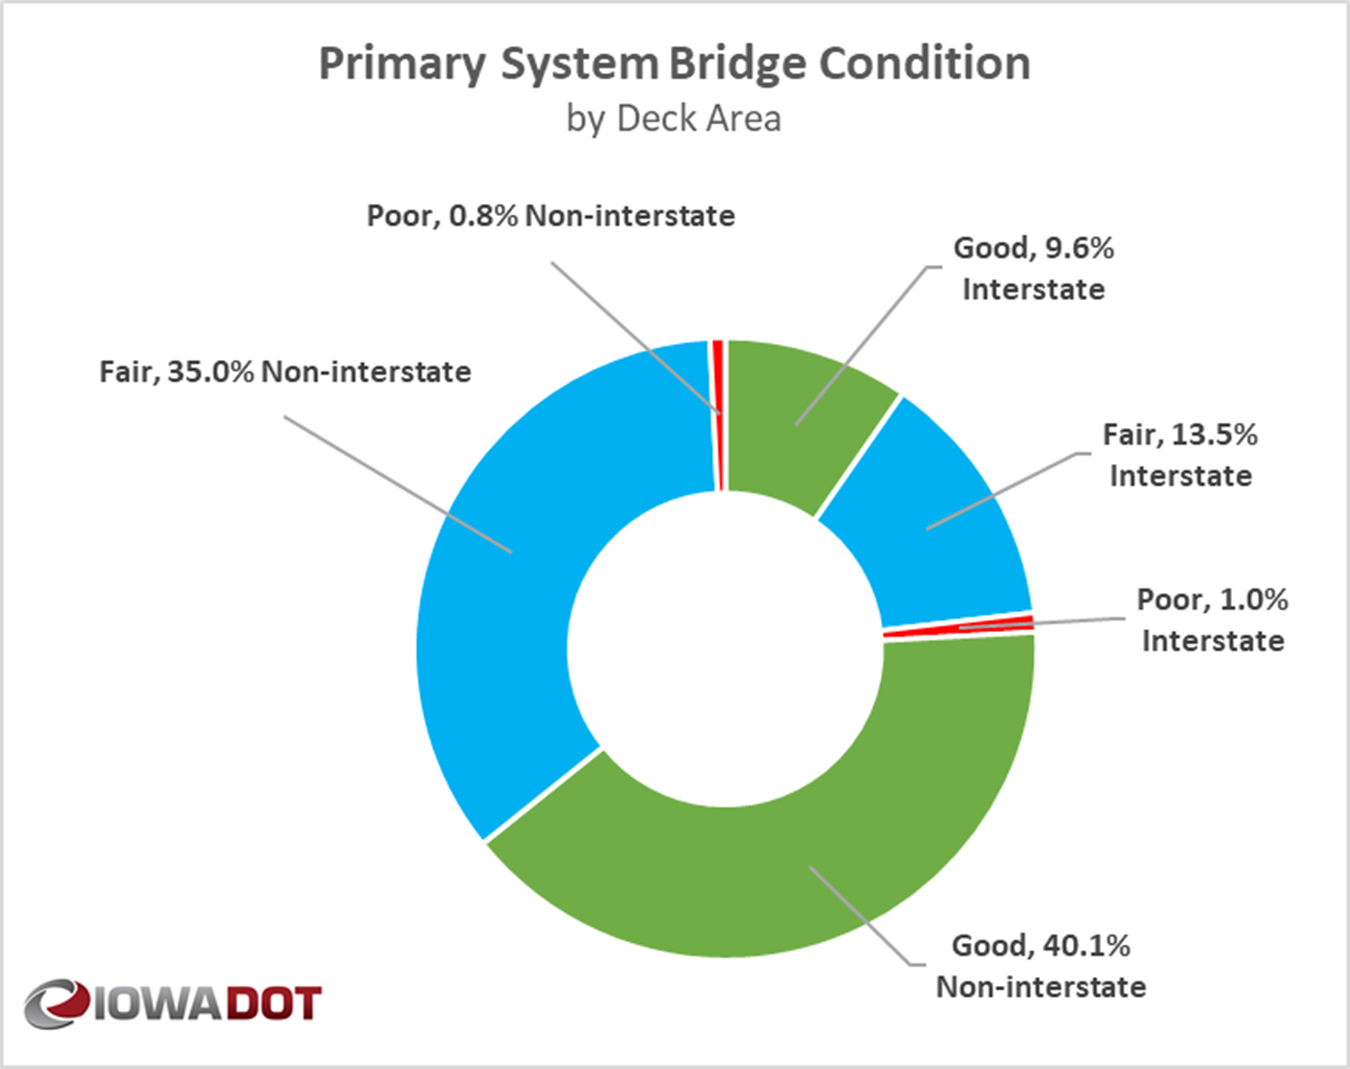 Primary System Bridge Condition
by Deck Area
Poor, 0.8% Non-interstate
Good, 9.6%
Interstate
Fair, 35.0% Non-interstate
Fair, 13.5%
Interstate
Poor, 1.0%
Interstate
Good, 40.1%
Non-interstate
IOWADOT